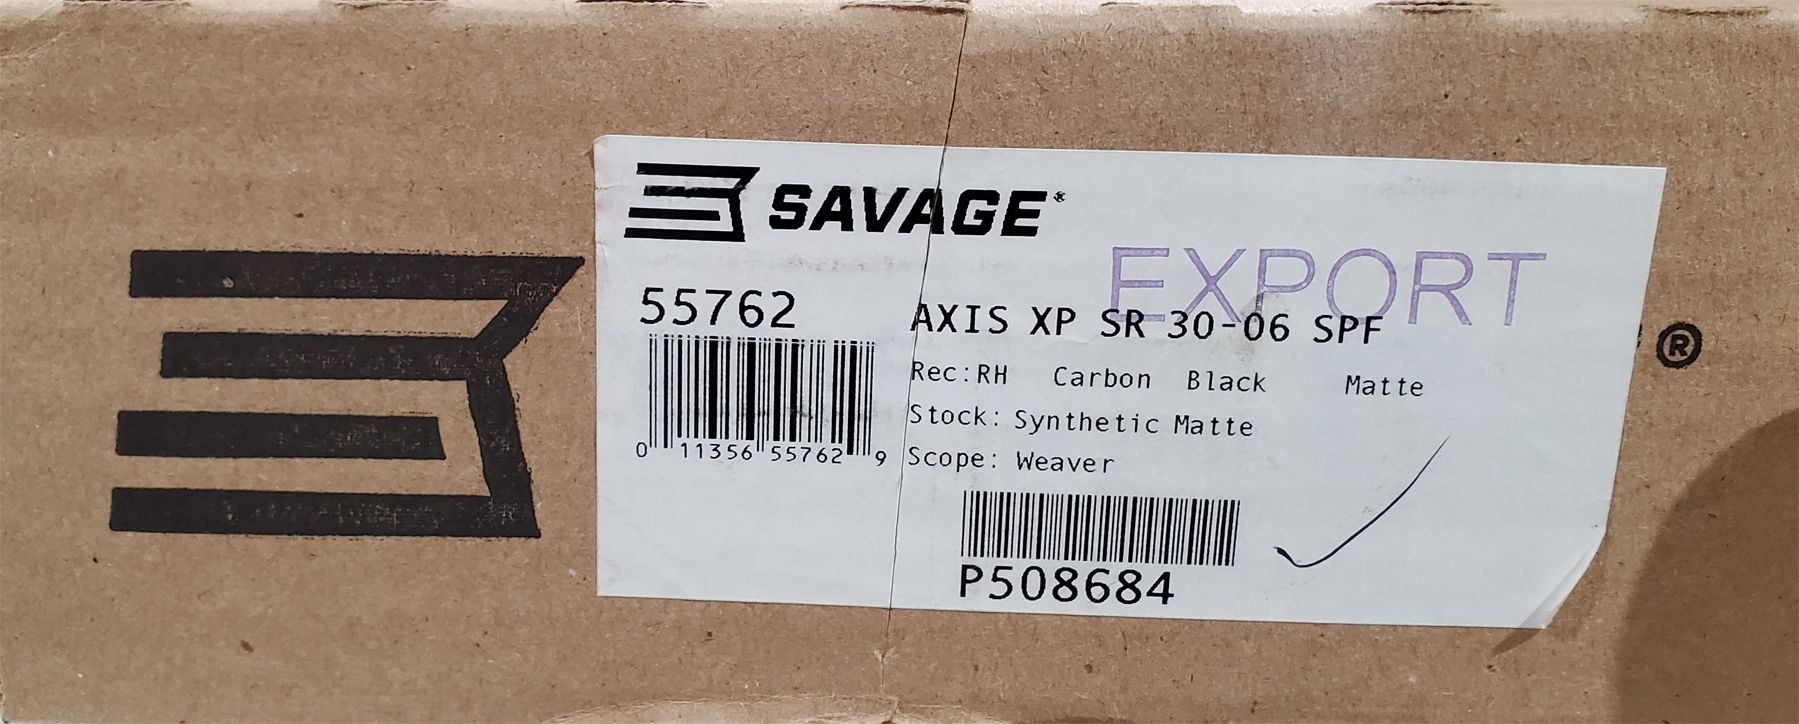 SAVAGE®
EXPORT
55762
AXIS XP SR 30-06 SPF
Rec:RH Carbon Black Matte
Stock: Synthetic Matte
0 11356 55762 9
Scope: Weaver
P508684
®